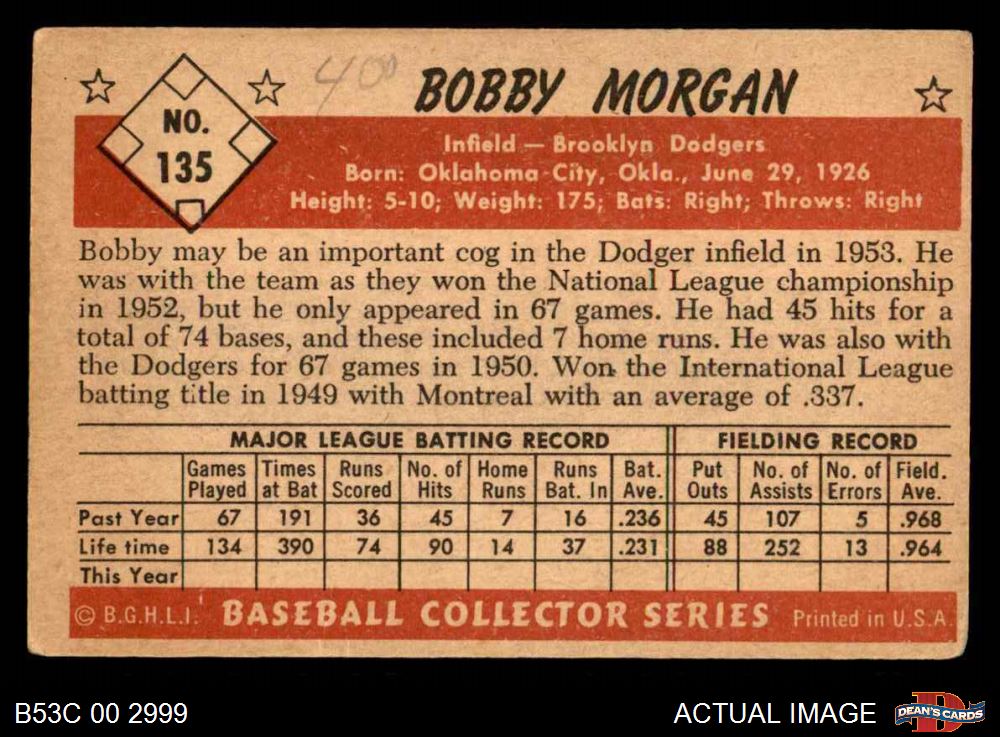 400
BOBBY MORGAN
NO.
135
Infield — Brooklyn Dodgers
Born: Oklahoma City, Okla., June 29, 1926
Height: 5-10; Weight: 175; Bats: Right; Throws: Right
Bobby may be an important cog in the Dodger infield in 1953. He
was with the team as they won the National League championship
in 1952, but he only appeared in 67 games. He had 45 hits for a
total of 74 bases, and these included 7 home runs. He was also with
the Dodgers for 67 games in 1950. Won the International League
batting title in 1949 with Montreal with an average of .337.
MAJOR LEAGUE BATTING RECORD FIELDING RECORD
Games Times Runs No. of Home Runs Bat. Put No. of No. of Field.
Played at Bat Scored Hits Runs Bat. In Ave. Outs Assists Errors Ave.
Past Year 67 191 36 45 7 16 .236 45 107 5 .968
Life time 134 390 74 90 14 37 .231 88 252 13 .964
This Year
© B.G.H.L.I. BASEBALL COLLECTOR SERIES Printed in U.S.A.
B53C 00 2999 ACTUAL IMAGE DEAN'S CARDS